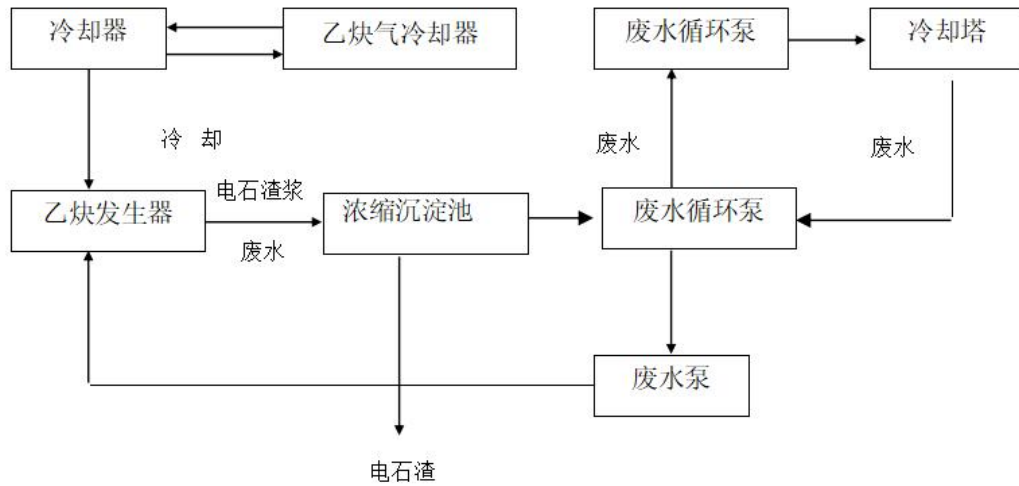 冷却器
乙炔气冷却器
废水循环泵
冷却塔
冷 却
废水
废水
乙炔发生器
电石渣浆
废水
浓缩沉淀池
废水循环泵
废水泵
电石渣